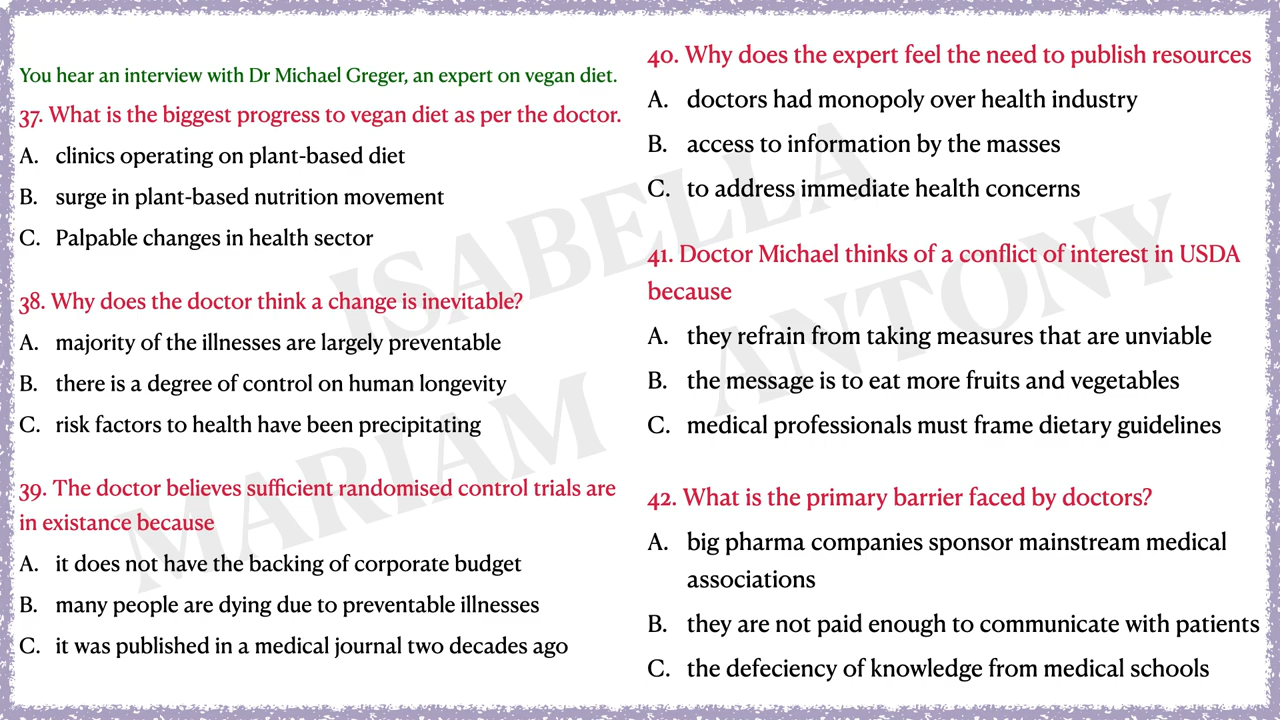 You hear an interview with Dr Michael Greger, an expert on vegan diet.
37. What is the biggest progress to vegan diet as per the doctor.
A. clinics operating on plant-based diet
B. surge in plant-based nutrition movement
C. Palpable changes in health sector
38. Why does the doctor think a change is inevitable?
A. majority of the illnesses are largely preventable
B. there is a degree of control on human longevity
C. risk factors to health have been precipitating
39. The doctor believes sufficient randomised control trials are
in existance because
A. it does not have the backing of corporate budget
B. many people are dying due to preventable illnesses
C. it was published in a medical journal two decades ago
40. Why does the expert feel the need to publish resources
A. doctors had monopoly over health industry
B. access to information by the masses
C. to address immediate health concerns
41. Doctor Michael thinks of a conflict of interest in USDA
because
A. they refrain from taking measures that are unviable
B. the message is to eat more fruits and vegetables
C. medical professionals must frame dietary guidelines
42. What is the primary barrier faced by doctors?
A. big pharma companies sponsor mainstream medical
associations
B. they are not paid enough to communicate with patients
C. the defeciency of knowledge from medical schools
ISABELLA
MARIAM ANTONY